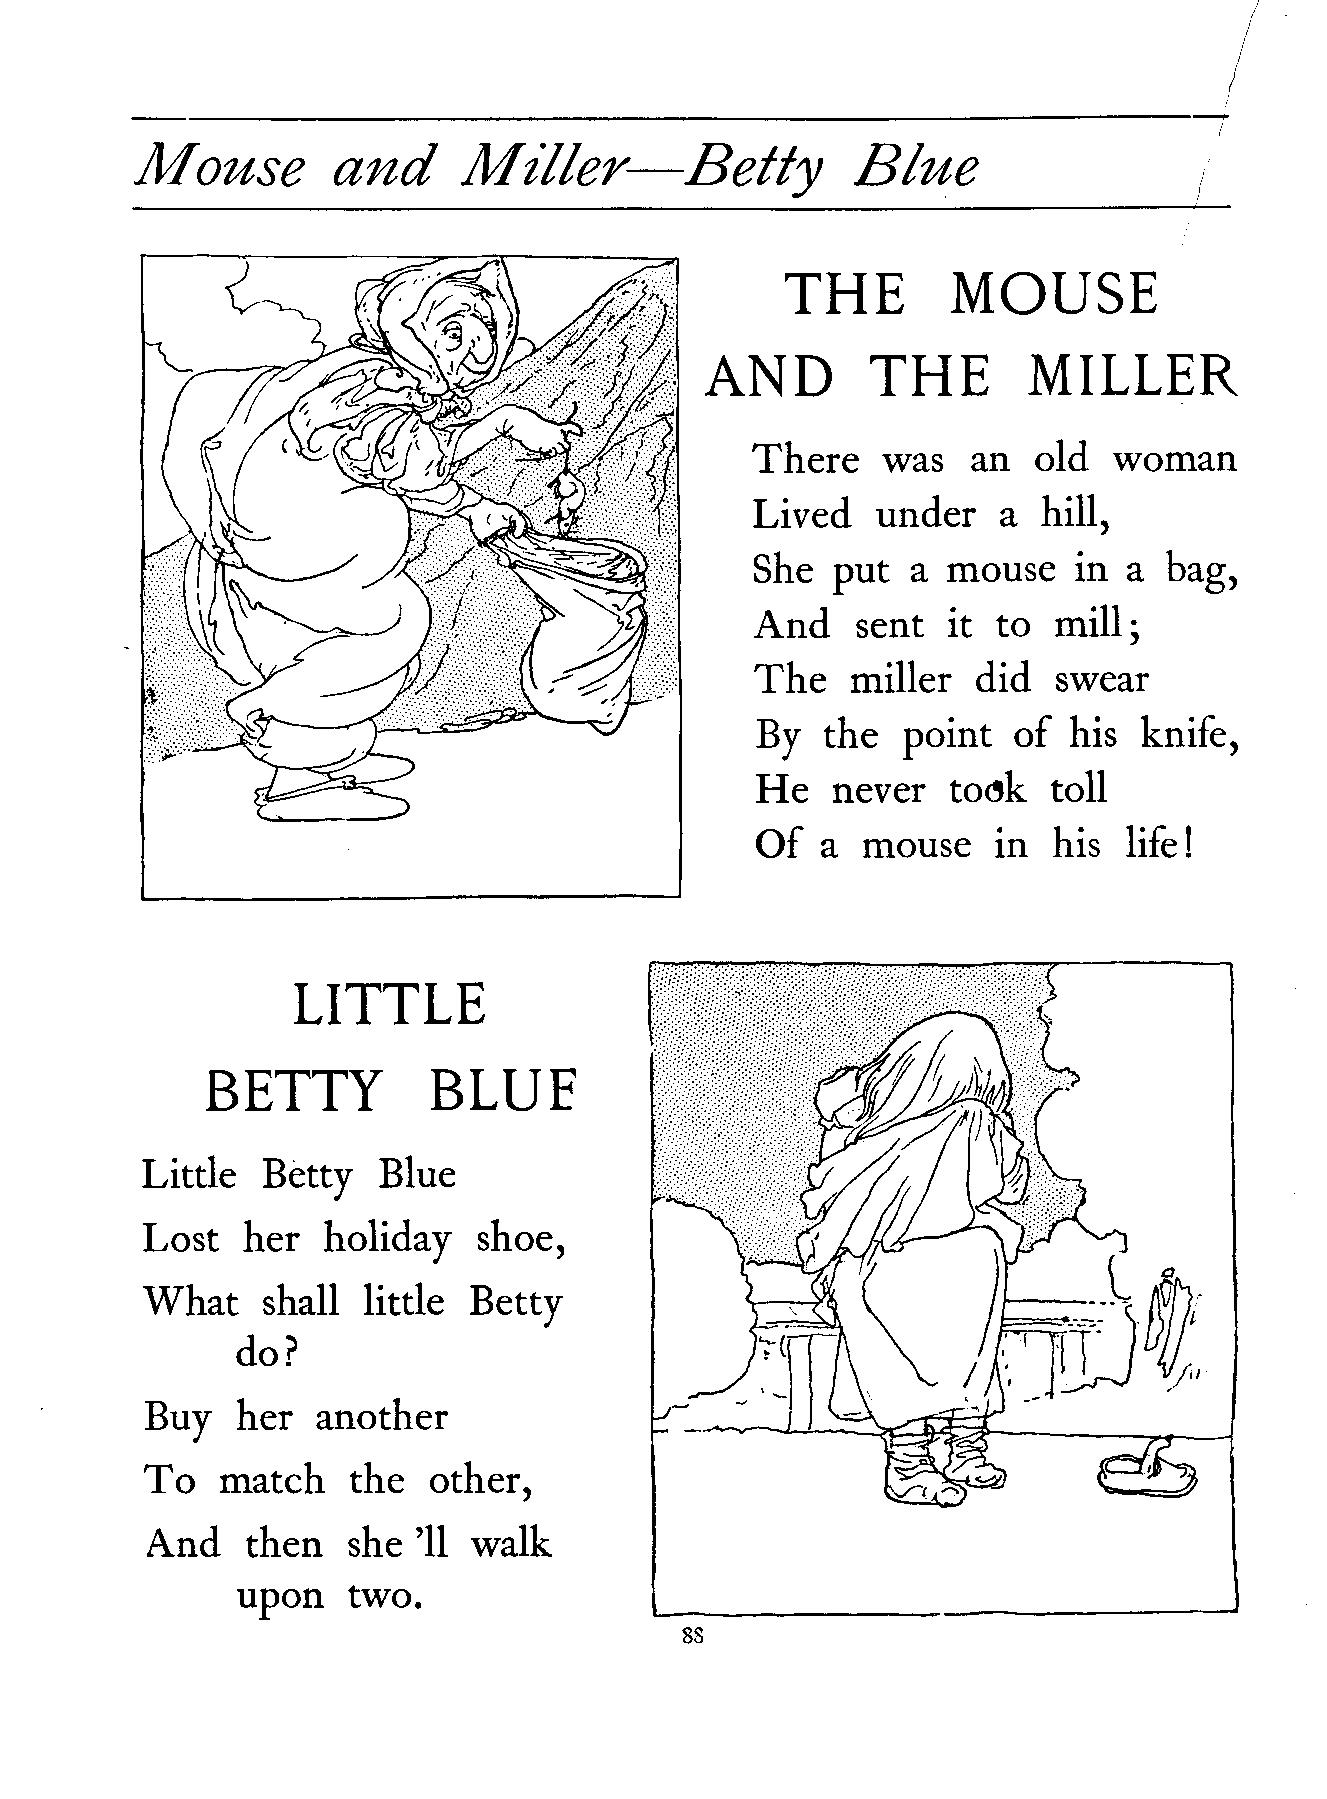 Mouse and Miller—Betty Blue
THE MOUSE
AND THE MILLER
There was an old woman
Lived under a hill,
She put a mouse in a bag,
And sent it to mill;
The miller did swear
By the point of his knife,
He never took toll
Of a mouse in his life!
LITTLE
BETTY BLUE
Little Betty Blue
Lost her holiday shoe,
What shall little Betty
do?
Buy her another
To match the other,
And then she 'll walk
upon two.
88